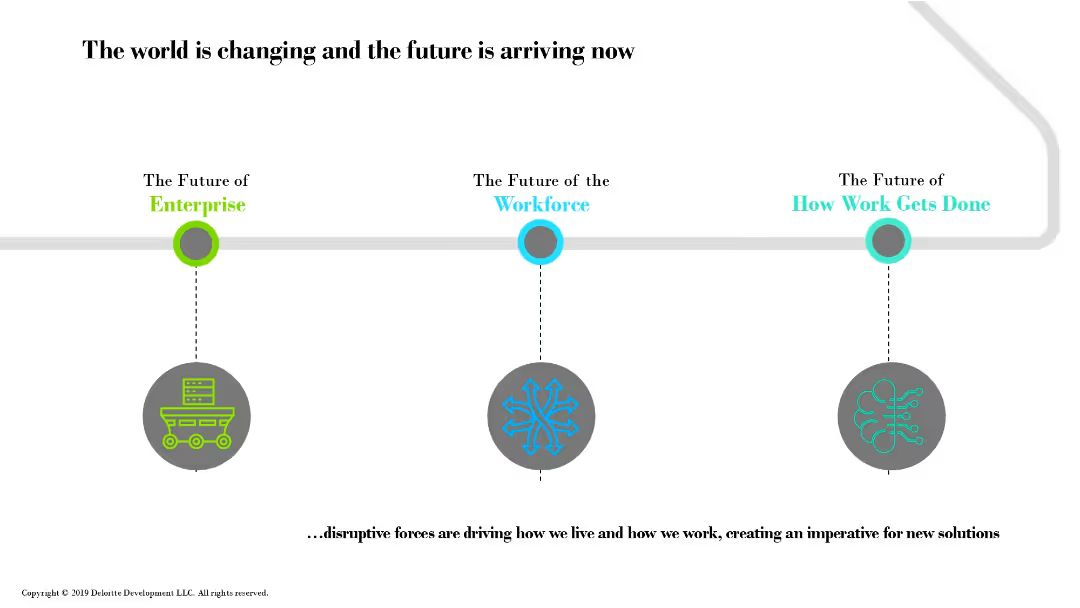 The world is changing and the future is arriving now
The Future of
Enterprise
The Future of the
Workforce
The Future of
How Work Gets Done
...disruptive forces are driving how we live and how we work, creating an imperative for new solutions
Copyright © 2019 Deloitte Development LLC. All rights reserved.